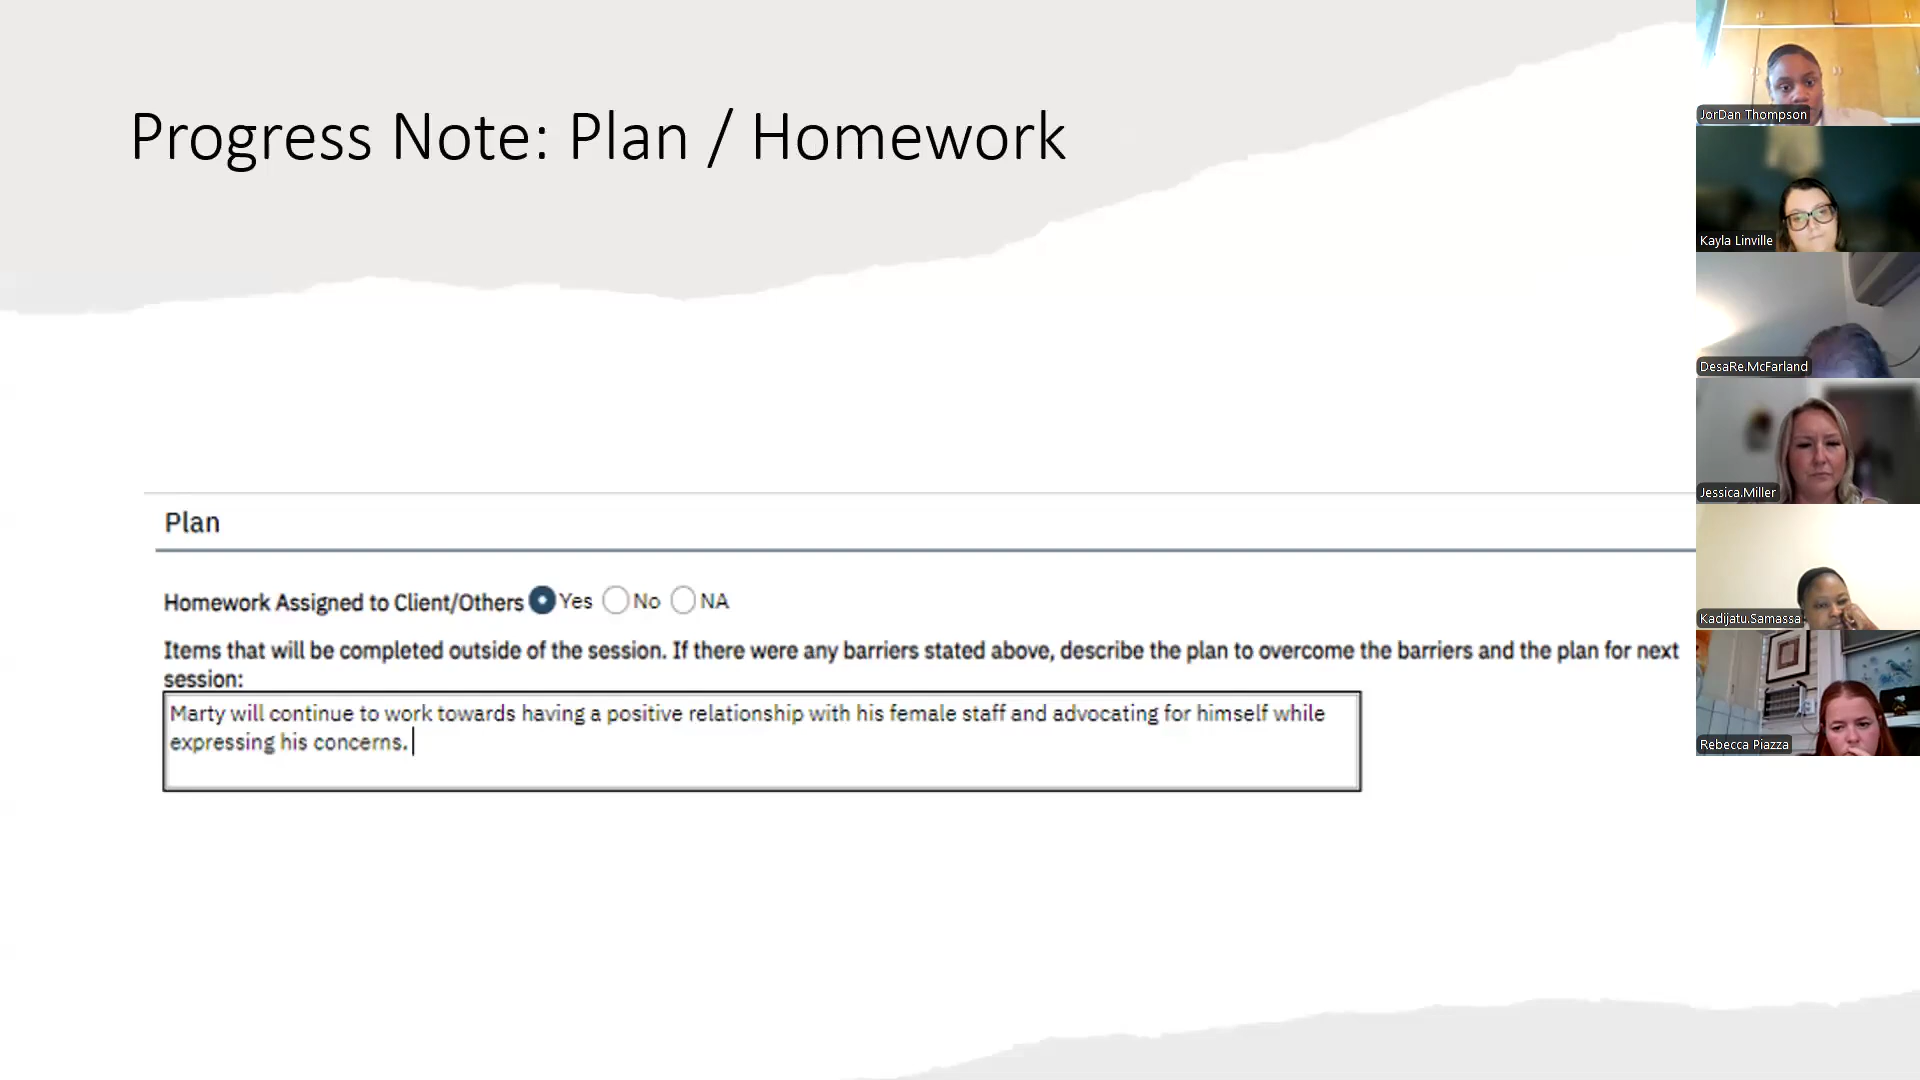 Progress Note: Plan / Homework
Plan
Homework Assigned to Client/Others Yes No NA
Items that will be completed outside of the session. If there were any barriers stated above, describe the plan to overcome the barriers and the plan for next
session:
Marty will continue to work towards having a positive relationship with his female staff and advocating for himself while
expressing his concerns.
JorDan Thompson
Kayla Linville
DesaRe.McFarland
Jessica.Miller
Kadijatu.Samassa
Rebecca Piazza